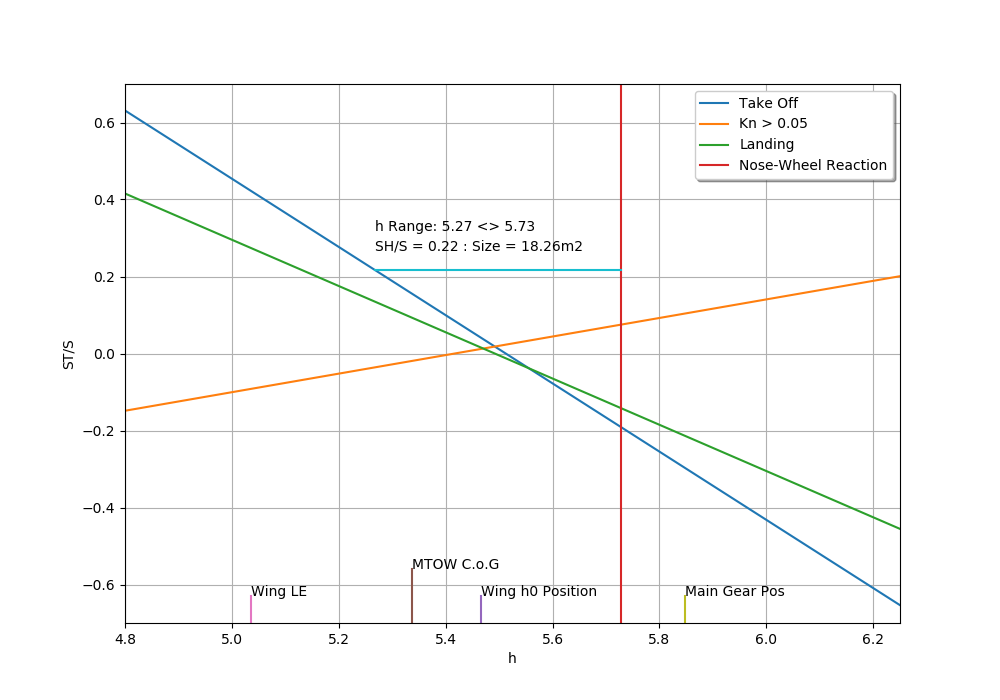 Take Off
Kn > 0.05
Landing
Nose-Wheel Reaction
h Range: 5.27 <> 5.73
SH/S = 0.22 : Size = 18.26m2
0.6
0.4
0.2
0.0
−0.2
−0.4
−0.6
ST/S
MTOW C.o.G
Wing LE
Wing h0 Position
Main Gear Pos
4.8 5.0 5.2 5.4 5.6 5.8 6.0 6.2
h